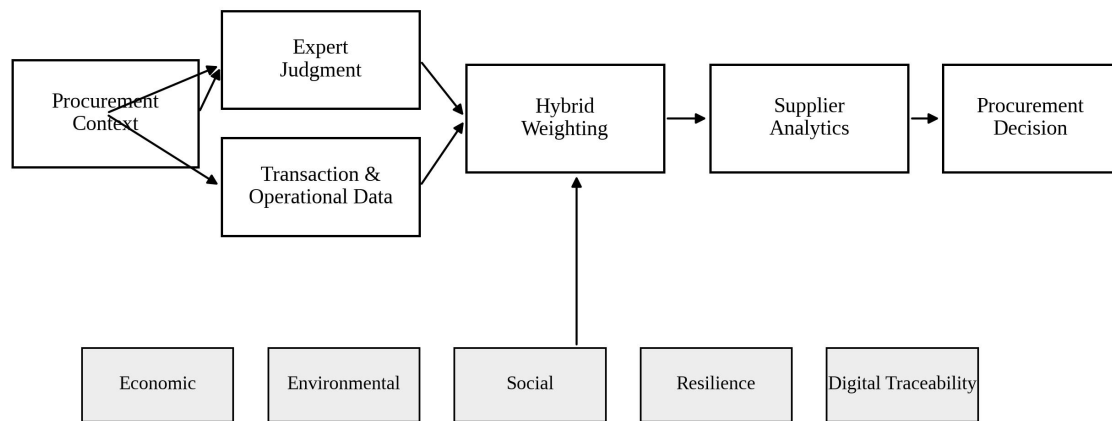 Procurement
Context
Expert
Judgment
Transaction &
Operational Data
Hybrid
Weighting
Supplier
Analytics
Procurement
Decision
Economic
Environmental
Social
Resilience
Digital Traceability